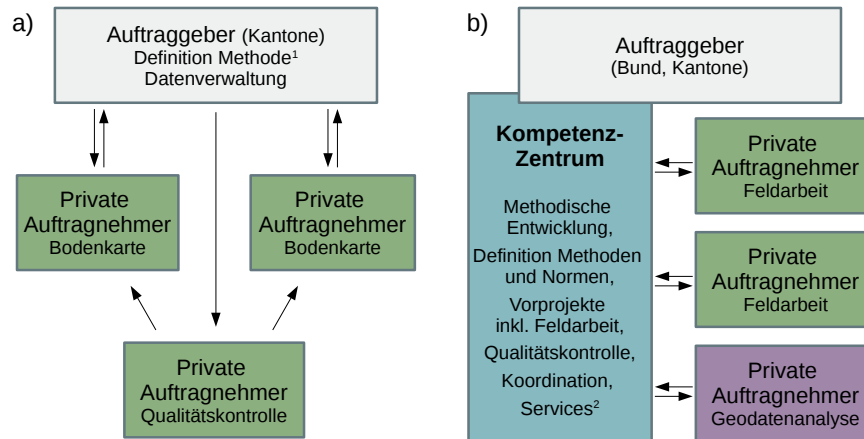 a)
Auftraggeber (Kantone)
Definition Methode¹
Datenverwaltung
Private
Auftragnehmer
Bodenkarte
Private
Auftragnehmer
Bodenkarte
Private
Auftragnehmer
Qualitätskontrolle
b)
Auftraggeber
(Bund, Kantone)
Kompetenz-
Zentrum
Methodische
Entwicklung,
Definition Methoden
und Normen,
Vorprojekte
inkl. Feldarbeit,
Qualitätskontrolle,
Koordination,
Services²
Private
Auftragnehmer
Feldarbeit
Private
Auftragnehmer
Feldarbeit
Private
Auftragnehmer
Geodatenanalyse